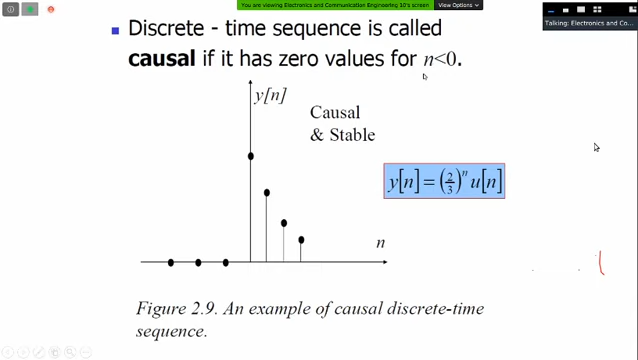 You are viewing Electronics and Communication Engineering 10's screen
View Options
Talking: Electronics and Co...
Discrete - time sequence is called
causal if it has zero values for n<0.
y[n]
Causal
& Stable
y[n] = (2/3)^n u[n]
n
Figure 2.9. An example of causal discrete-time
sequence.